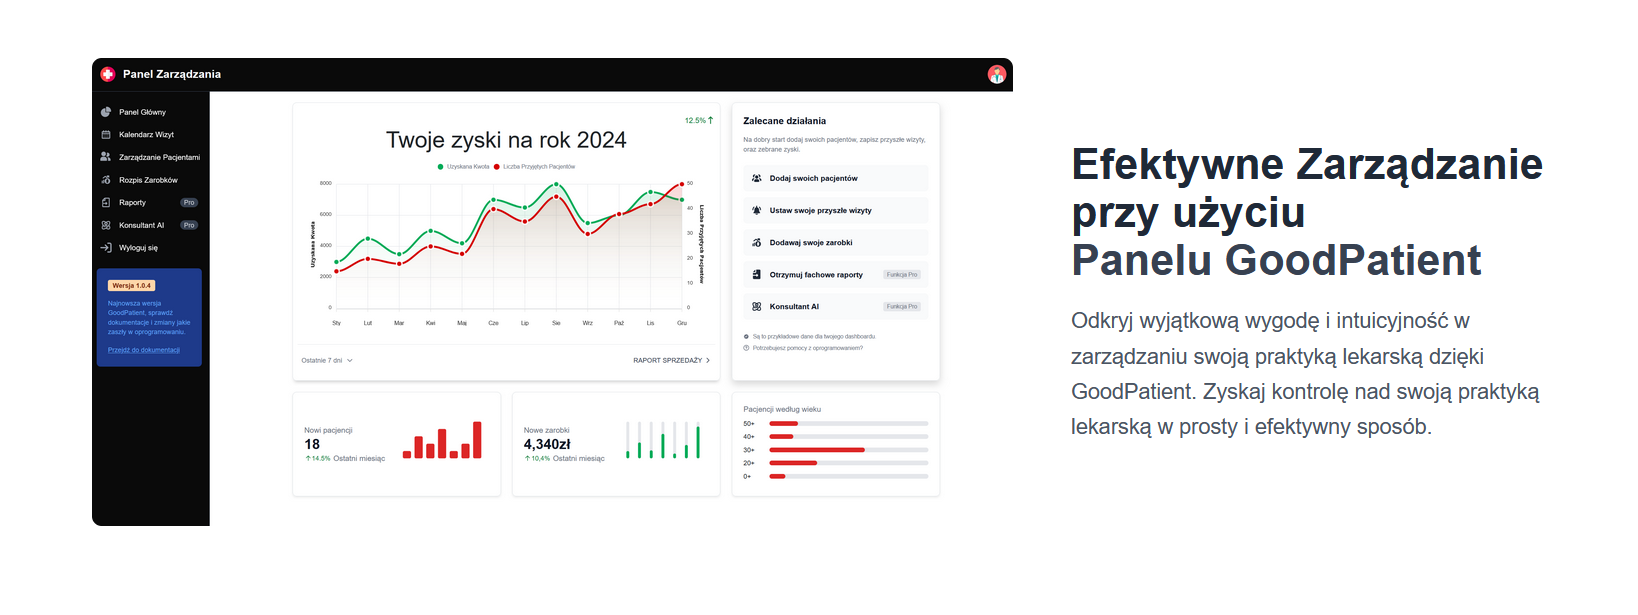 Panel Zarządzania
Panel Główny
Kalendarz Wizyt
Zarządzanie Pacjentami
Rozpis Zarobków
Raporty Pro
Konsultant AI Pro
Wyloguj się
Wersja 1.0.4
Najnowsza wersja
GoodPatient, sprawdź
dokumentacje i zmiany jakie
zaszły w oprogramowaniu.
Przejdź do dokumentacji
12.5%
Twoje zyski na rok 2024
Uzyskana Kwota Liczba Przyjętych Pacjentów
8000
6000
4000
2000
0
Uzyskana Kwota
50
40
30
20
10
0
Liczba Przyjętych Pacjentów
Sty Lut Mar Kwi Maj Cze Lip Sie Wrz Paź Lis Gru
Ostatnie 7 dni
RAPORT SPRZEDAŻY
Zalecane działania
Na dobry start dodaj swoich pacjentów, zapisz przyszłe wizyty,
oraz zebrane zyski.
Dodaj swoich pacjentów
Ustaw swoje przyszłe wizyty
Dodawaj swoje zarobki
Otrzymuj fachowe raporty Funkcja Pro
Konsultant AI Funkcja Pro
Są to przykładowe dane dla twojego dashboardu
Potrzebujesz pomocy z oprogramowaniem?
Nowi pacjenci
18
14.5% Ostatni miesiąc
Nowe zarobki
4,340zł
10,4% Ostatni miesiąc
Pacjenci według wieku
50+
40+
30+
20+
0+
Efektywne Zarządzanie
przy użyciu
Panelu GoodPatient
Odkryj wyjątkową wygodę i intuicyjność w
zarzadzaniu swoją praktyką lekarską dzięki
GoodPatient. Zyskaj kontrolę nad swoją praktyką
lekarską w prosty i efektywny sposób.